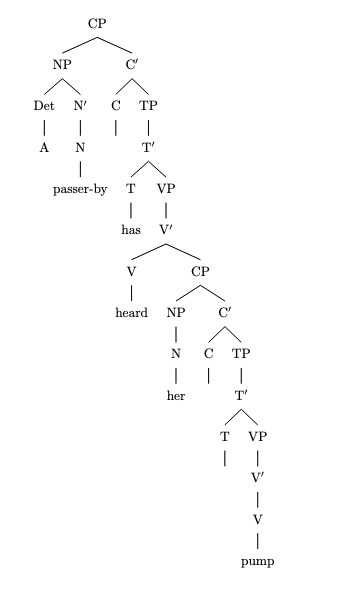 CP
NP C′
Det N′ C TP
A N T′
passer-by T VP
has V′
V CP
heard NP C′
N C TP
her T′
T VP
V′
V
pump